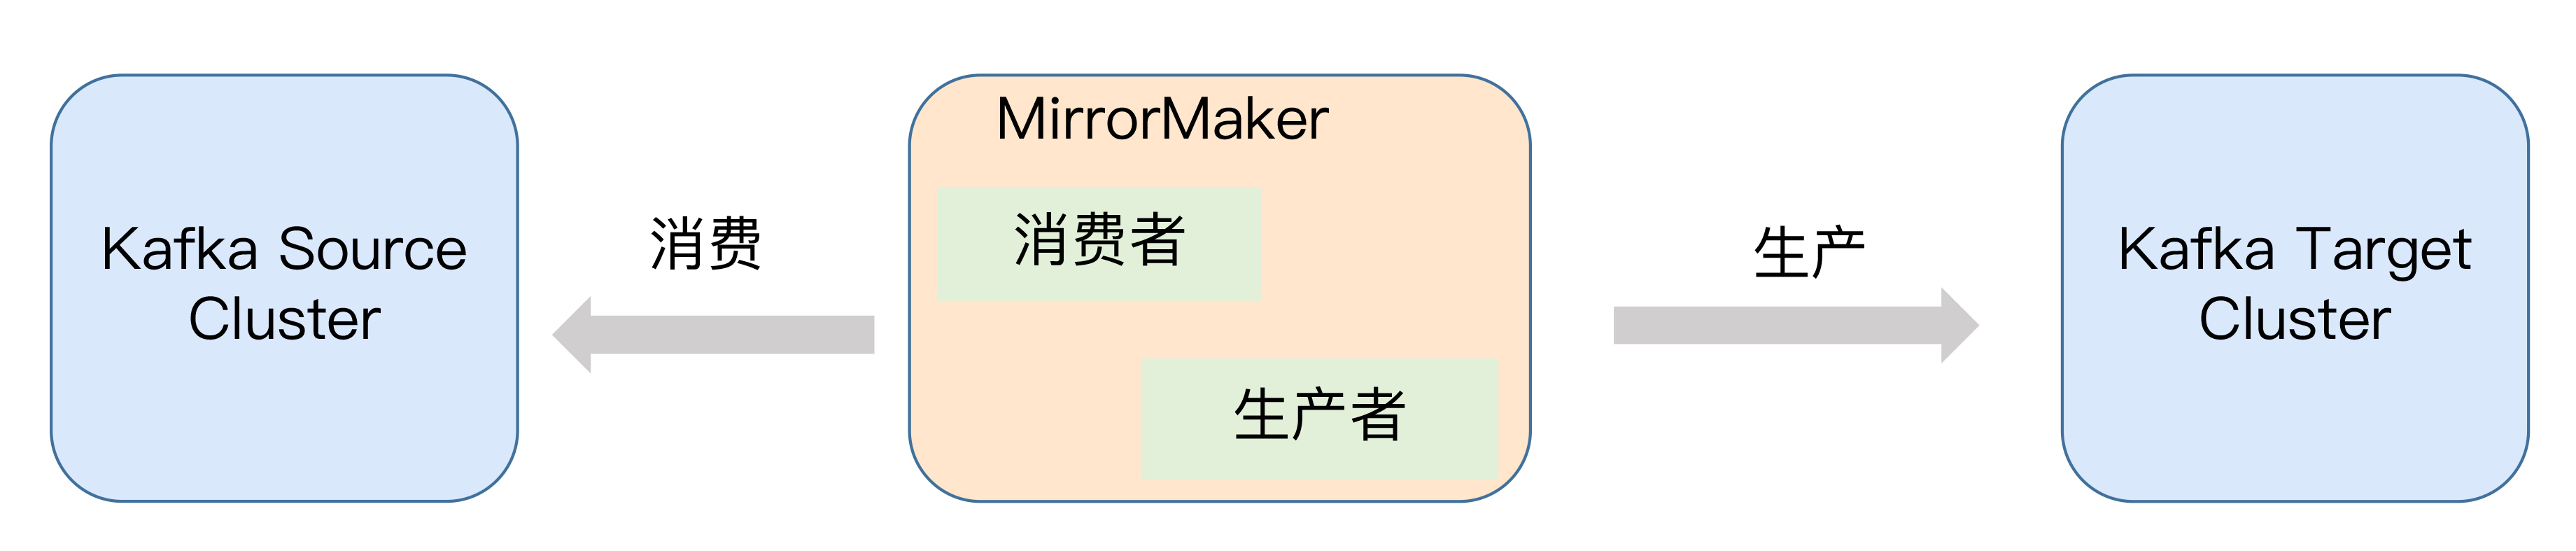 Kafka Source
Cluster
消费
MirrorMaker
消费者
生产者
生产
Kafka Target
Cluster